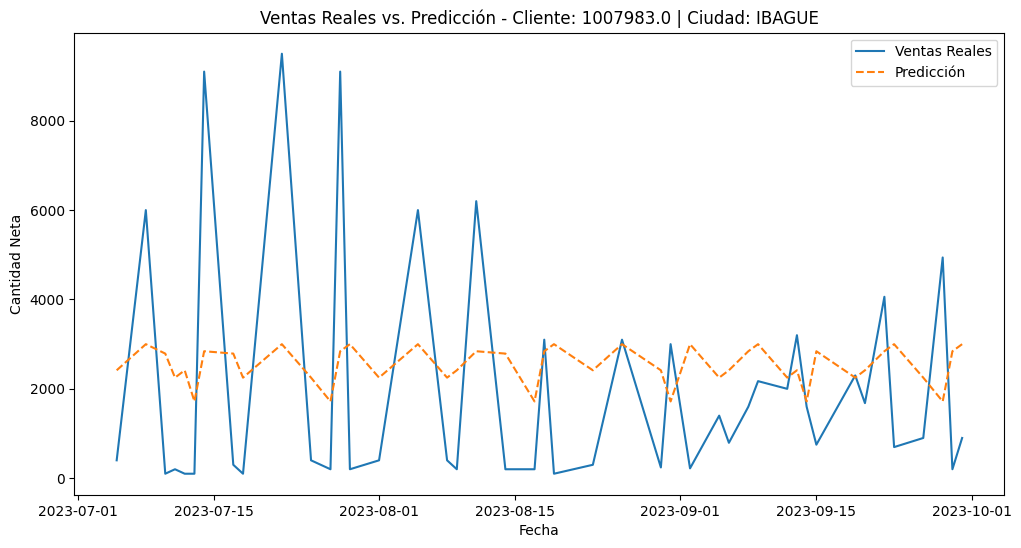 Ventas Reales vs. Predicción - Cliente: 1007983.0 | Ciudad: IBAGUE
Ventas Reales
Predicción
Cantidad Neta
8000
6000
4000
2000
0
2023-07-01
2023-07-15
2023-08-01
2023-08-15
2023-09-01
2023-09-15
2023-10-01
Fecha